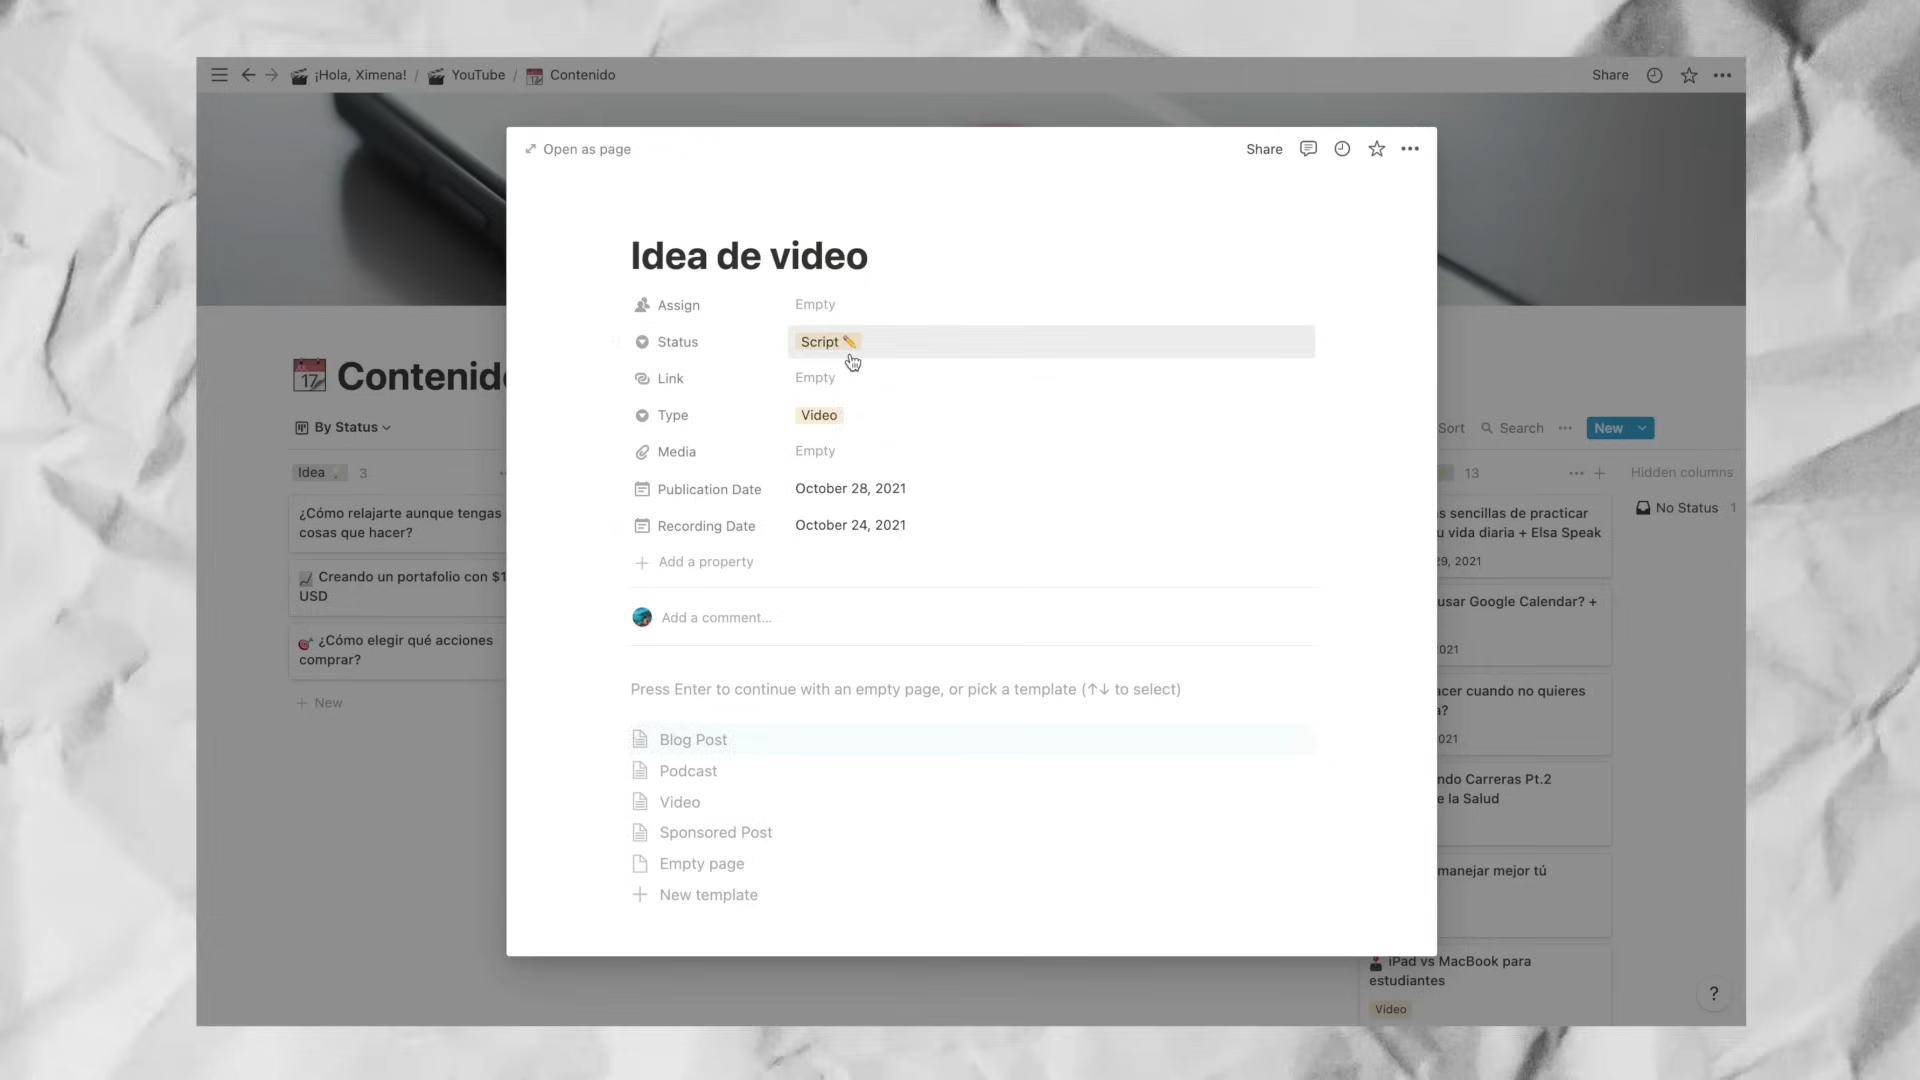 ¡Hola, Ximena! / YouTube / Contenido
Share
Open as page
Share
Idea de video
Assign Empty
Status Script ✏️
Link Empty
Type Video
Media Empty
Publication Date October 28, 2021
Recording Date October 24, 2021
Add a property
Add a comment...
Press Enter to continue with an empty page, or pick a template (↑↓ to select)
Blog Post
Podcast
Video
Sponsored Post
Empty page
New template
17 Contenido
By Status
Idea 3
¿Cómo relajarte aunque tengas
cosas que hacer?
Creando un portafolio con $1
USD
¿Cómo elegir qué acciones
comprar?
+ New
Sort Search ••• New
13 ••• + Hidden columns
No Status 1
s sencillas de practicar
u vida diaria + Elsa Speak
29, 2021
usar Google Calendar? +
021
acer cuando no quieres
a?
021
ndo Carreras Pt.2
e la Salud
manejar mejor tú
iPad vs MacBook para
estudiantes
Video
?